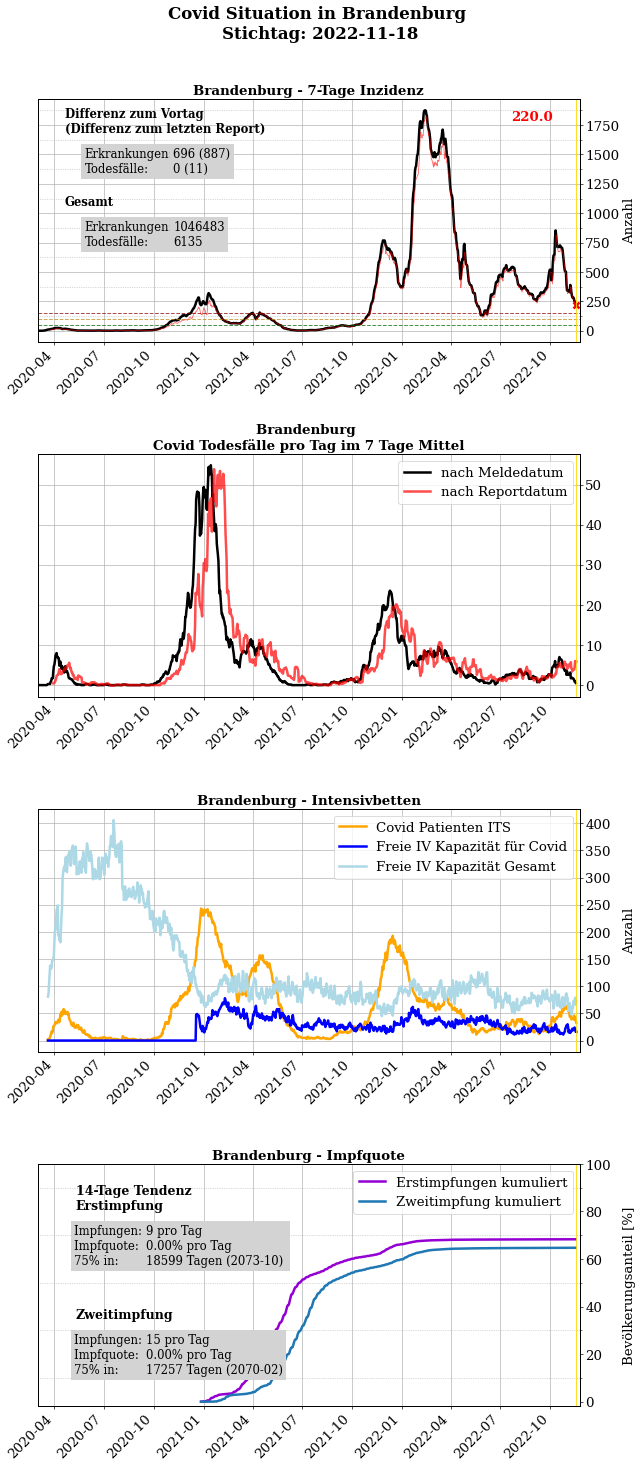 Covid Situation in Brandenburg
Stichtag: 2022-11-18
Brandenburg - 7-Tage Inzidenz
Differenz zum Vortag
(Differenz zum letzten Report)
Erkrankungen 696 (887)
Todesfälle: 0 (11)
Gesamt
Erkrankungen 1046483
Todesfälle: 6135
220.0
1750
1500
1250
1000
750
500
250
0
Anzahl
2020-04
2020-07
2020-10
2021-01
2021-04
2021-07
2021-10
2022-01
2022-04
2022-07
2022-10
Brandenburg
Covid Todesfälle pro Tag im 7 Tage Mittel
nach Meldedatum
nach Reportdatum
50
40
30
20
10
0
2020-04
2020-07
2020-10
2021-01
2021-04
2021-07
2021-10
2022-01
2022-04
2022-07
2022-10
Brandenburg - Intensivbetten
Covid Patienten ITS
Freie IV Kapazität für Covid
Freie IV Kapazität Gesamt
400
350
300
250
200
150
100
50
0
Anzahl
2020-04
2020-07
2020-10
2021-01
2021-04
2021-07
2021-10
2022-01
2022-04
2022-07
2022-10
Brandenburg - Impfquote
14-Tage Tendenz
Erstimpfung
Impfungen: 9 pro Tag
Impfquote: 0.00% pro Tag
75% in: 18599 Tagen (2073-10)
Zweitimpfung
Impfungen: 15 pro Tag
Impfquote: 0.00% pro Tag
75% in: 17257 Tagen (2070-02)
Erstimpfungen kumuliert
Zweitimpfung kumuliert
100
80
60
40
20
0
Bevölkerungsanteil [%]
2020-04
2020-07
2020-10
2021-01
2021-04
2021-07
2021-10
2022-01
2022-04
2022-07
2022-10